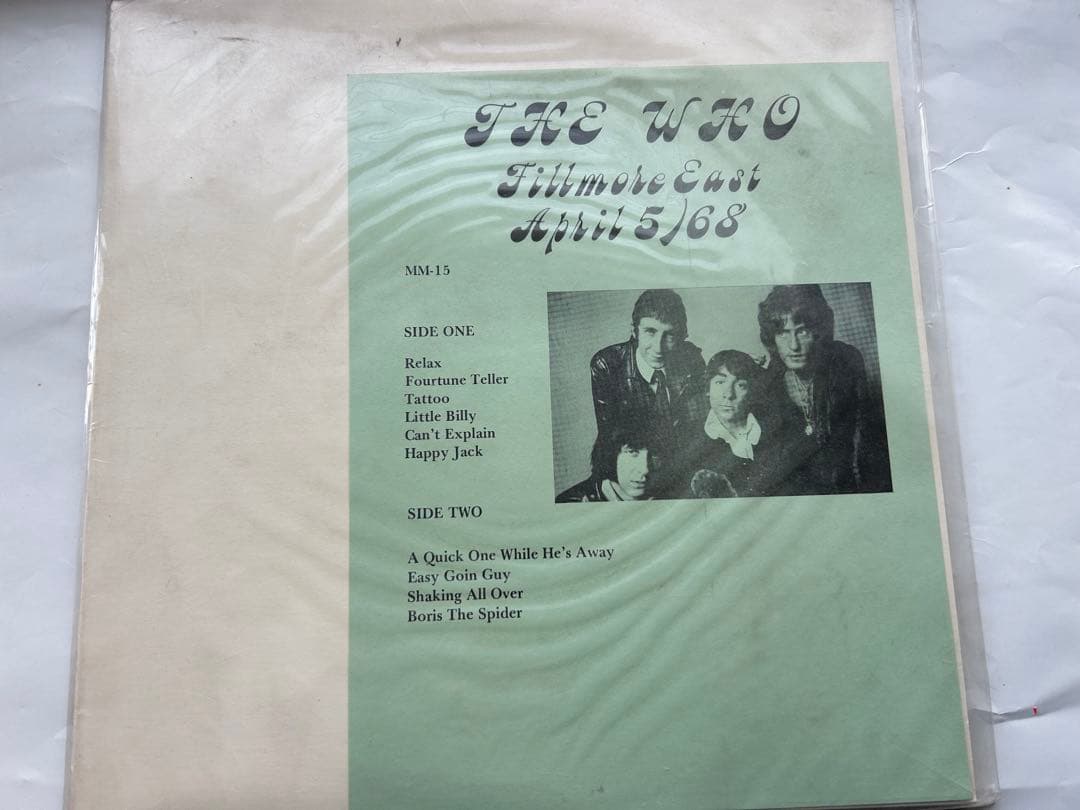 THE WHO
Fillmore East
April 5/68
MM-15
SIDE ONE
Relax
Fourtune Teller
Tattoo
Little Billy
Can't Explain
Happy Jack
SIDE TWO
A Quick One While He's Away
Easy Goin Guy
Shaking All Over
Boris The Spider